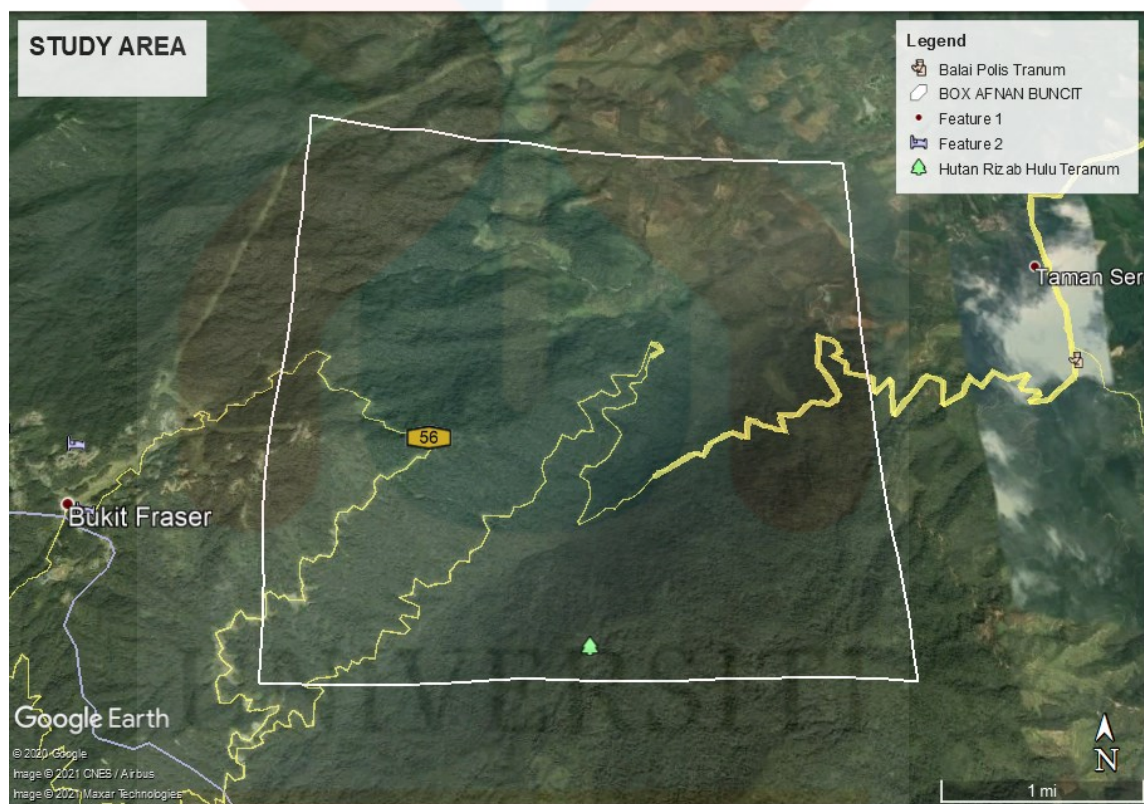 STUDY AREA
Legend
Balai Polis Tranum
BOX AFNAN BUNCIT
Feature 1
Feature 2
Hutan Rizab Hulu Teranum
Taman Ser
56
Bukit Fraser
UNIVERSITI
Google Earth
© 2020 Google
Image © 2021 CNES / Airbus
Image © 2021 Maxar Technologies
N
1 mi